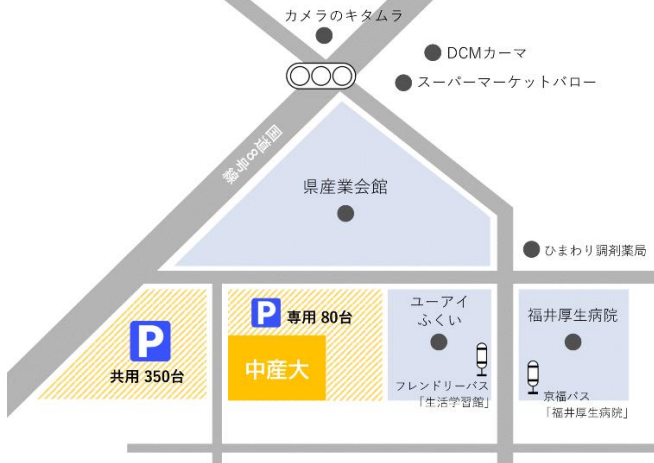 カメラのキタムラ
DCMカーマ
スーパーマーケットバロー
国道8号線
県産業会館
ひまわり調剤薬局
P
共用 350台
P
専用 80台
中産大
ユーアイ
ふくい
フレンドリーバス
「生活学習館」
福井厚生病院
京福バス
「福井厚生病院」